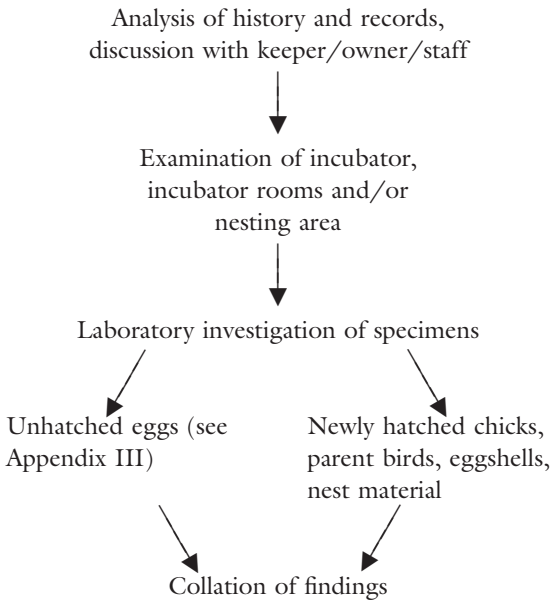 Analysis of history and records,
discussion with keeper/owner/staff
Examination of incubator,
incubator rooms and/or
nesting area
Laboratory investigation of specimens
Unhatched eggs (see
Appendix III)
Newly hatched chicks,
parent birds, eggshells,
nest material
Collation of findings